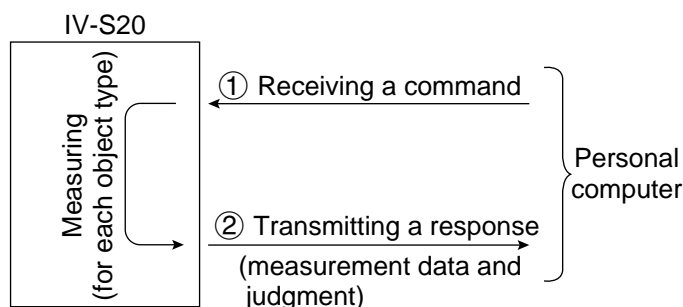 IV-S20
Measuring
(for each object type)
① Receiving a command
② Transmitting a response
(measurement data and
judgment)
Personal
computer